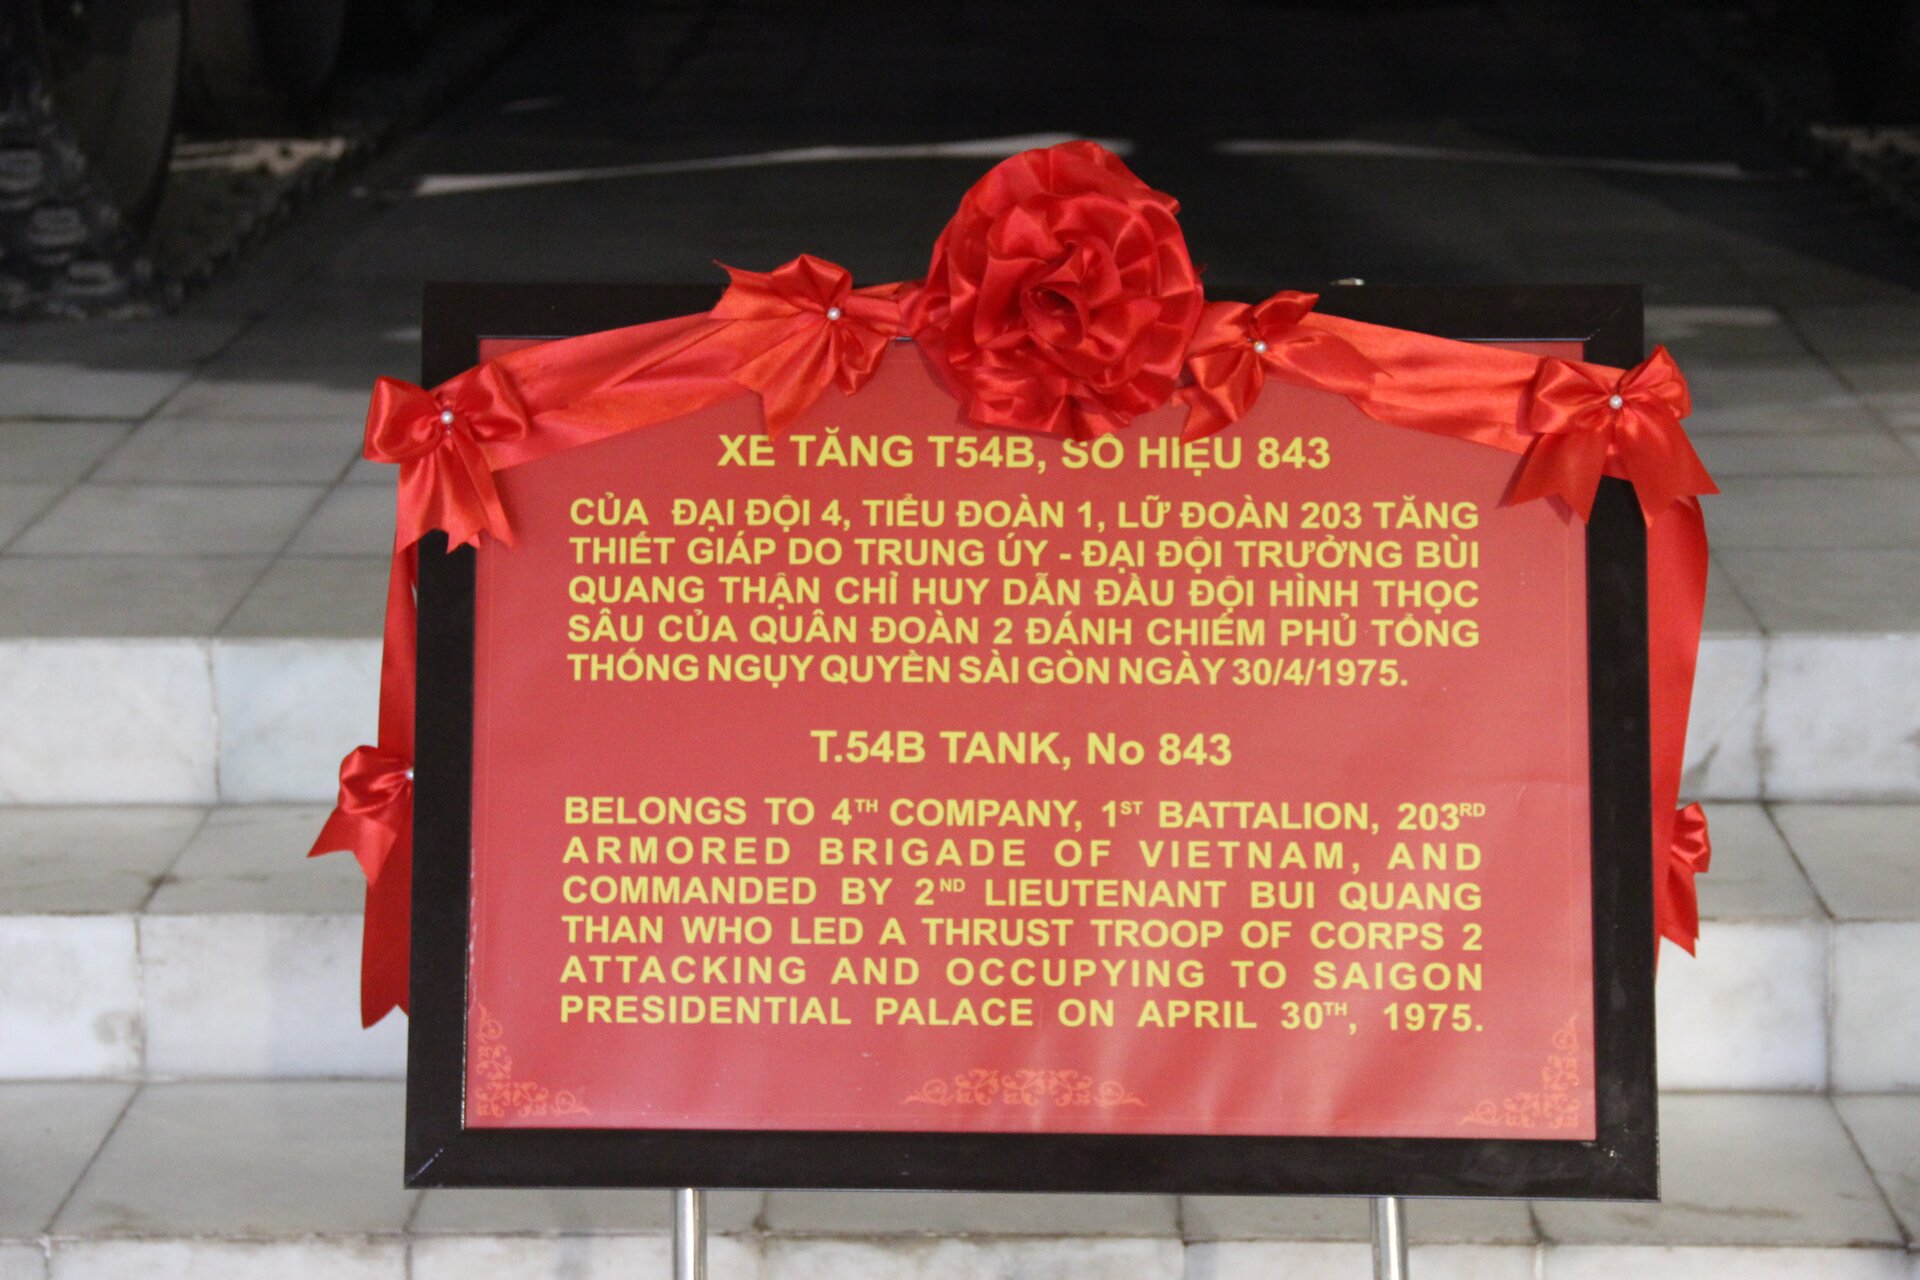 XE TĂNG T54B, SỐ HIỆU 843
CỦA ĐẠI ĐỘI 4, TIỂU ĐOÀN 1, LỮ ĐOÀN 203 TĂNG
THIẾT GIÁP DO TRUNG ÚY - ĐẠI ĐỘI TRƯỞNG BÙI
QUANG THẬN CHỈ HUY DẪN ĐẦU ĐỘI HÌNH THỌC
SÂU CỦA QUÂN ĐOÀN 2 ĐÁNH CHIẾM PHỦ TỔNG
THỐNG NGỤY QUYỀN SÀI GÒN NGÀY 30/4/1975.
T.54B TANK, No 843
BELONGS TO 4TH COMPANY, 1ST BATTALION, 203RD
ARMORED BRIGADE OF VIETNAM, AND
COMMANDED BY 2ND LIEUTENANT BUI QUANG
THAN WHO LED A THRUST TROOP OF CORPS 2
ATTACKING AND OCCUPYING TO SAIGON
PRESIDENTIAL PALACE ON APRIL 30TH, 1975.